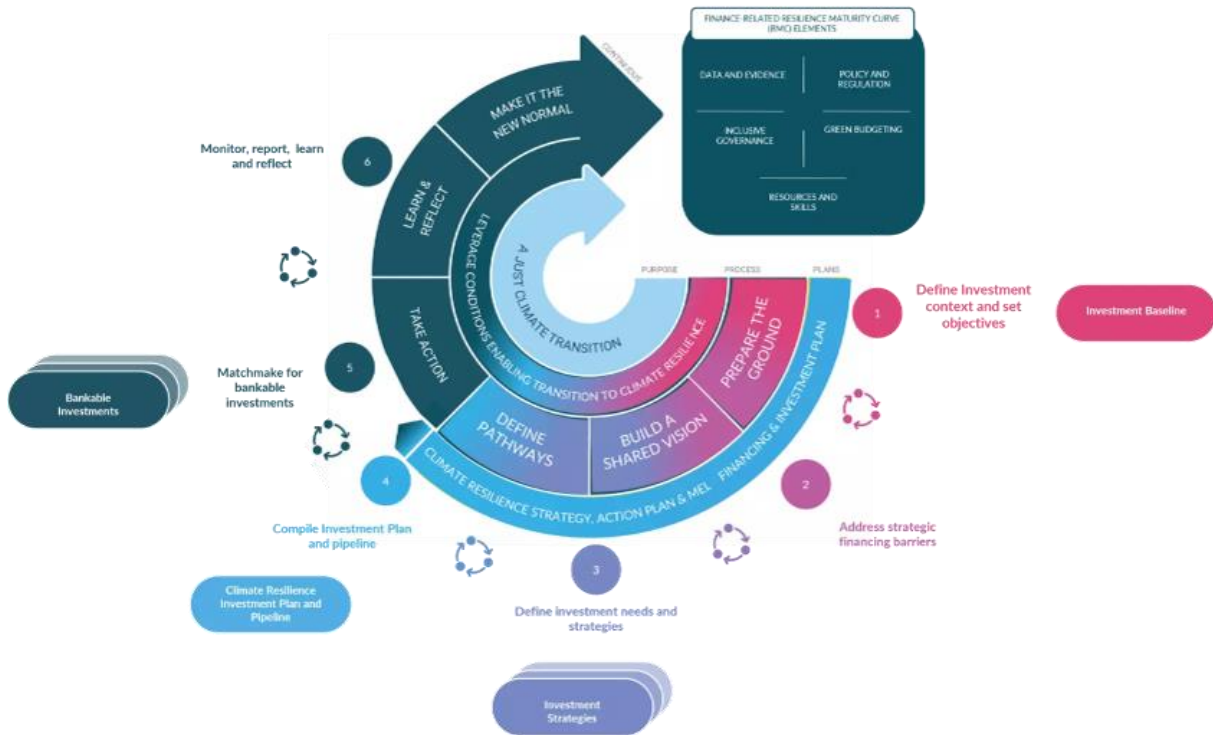 FINANCE-RELATED RESILIENCE MATURITY CURVE
(RMC) ELEMENTS
DATA AND EVIDENCE
POLICY AND
REGULATION
INCLUSIVE
GOVERNANCE
GREEN BUDGETING
RESOURCES AND
SKILLS
CONTINUOUS
MAKE IT THE
NEW NORMAL
LEARN &
REFLECT
TAKE ACTION
DEFINE
PATHWAYS
BUILD A
SHARED VISION
PREPARE THE
GROUND
LEVERAGE CONDITIONS ENABLING TRANSITION TO CLIMATE RESILIENCE
A JUST CLIMATE TRANSITION
PURPOSE
PROCESS
PLANS
CLIMATE RESILIENCE STRATEGY, ACTION PLAN & MEL
FINANCING & INVESTMENT PLAN
1
Define Investment
context and set
objectives
Investment Baseline
2
Address strategic
financing barriers
3
Define investment needs and
strategies
Investment
Strategies
4
Compile Investment Plan
and pipeline
Climate Resilience
Investment Plan and
Pipeline
5
Matchmake for
bankable
investments
Bankable
Investments
6
Monitor, report, learn
and reflect